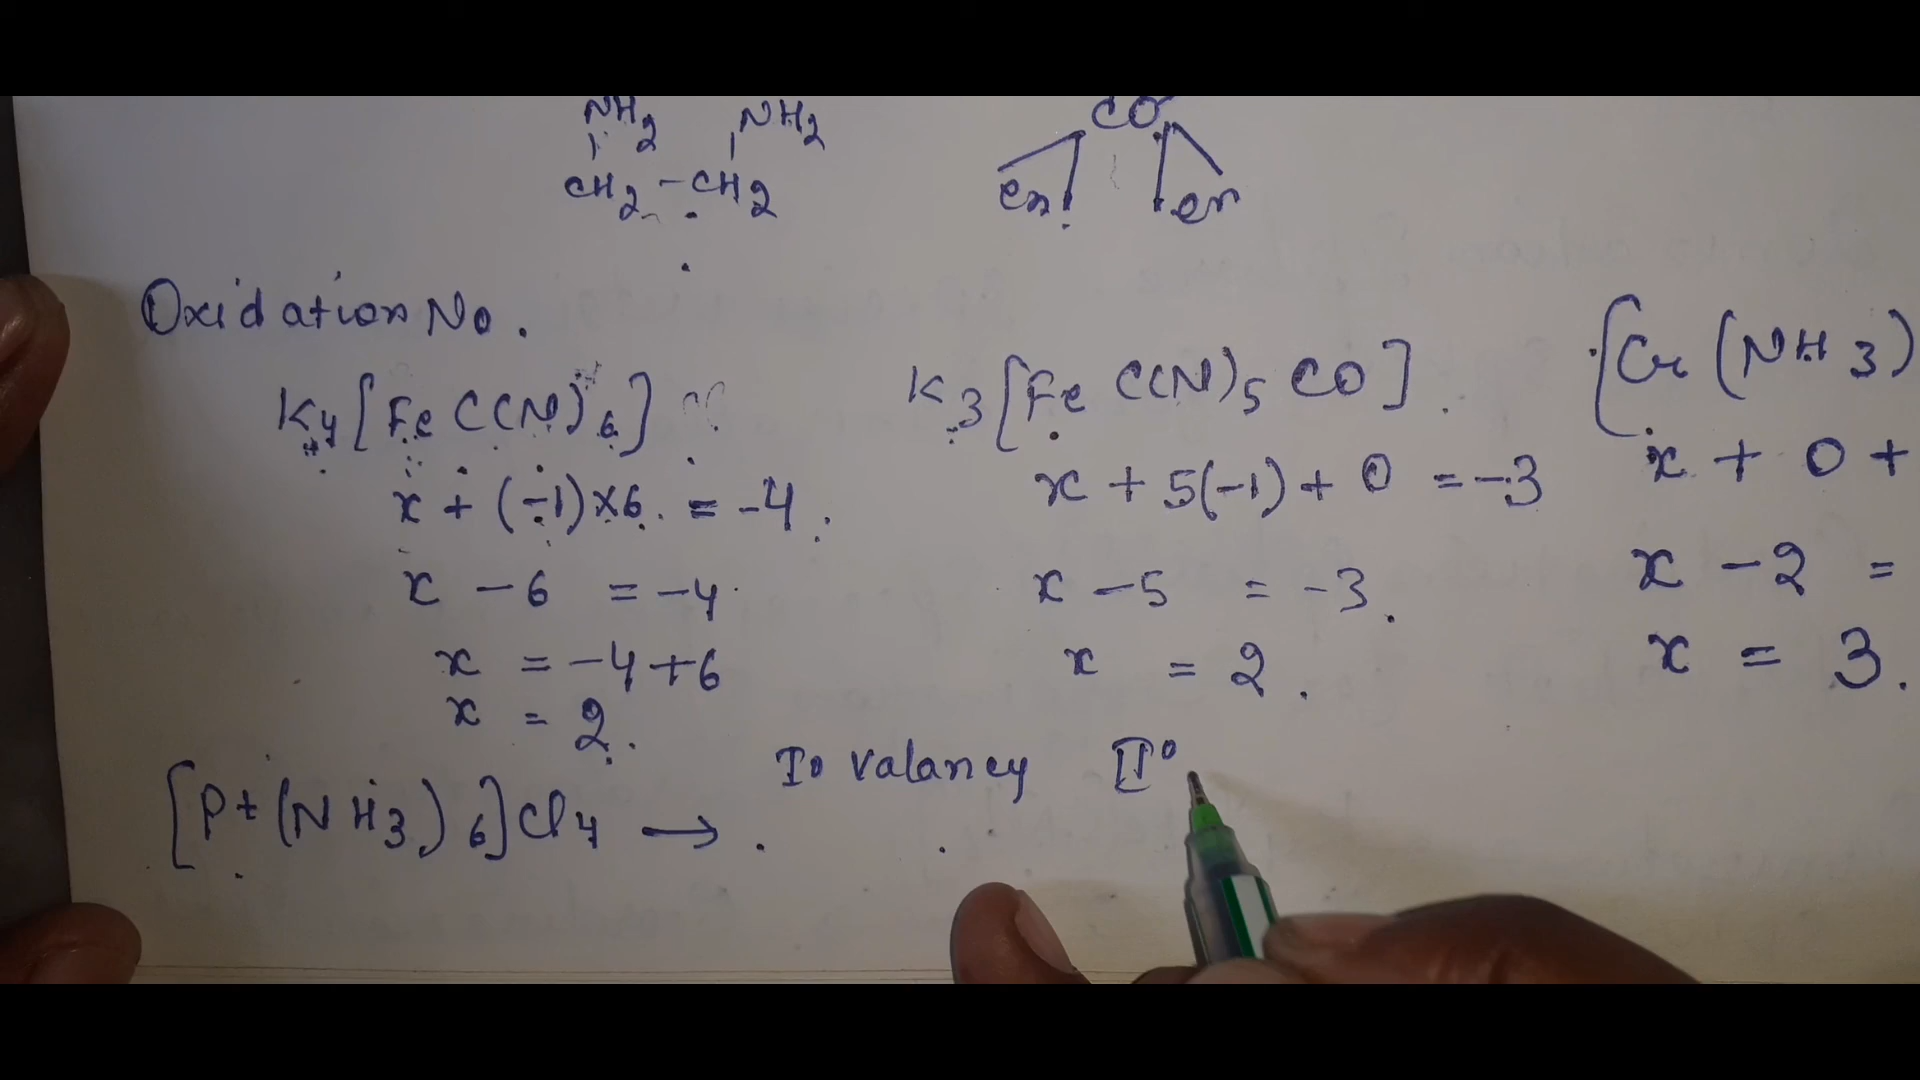 NH2 NH2 CO
CH2 - CH2 en en
Oxidation No.
K4[Fe C(N)6] K3[Fe C(N)5 CO]. [Cr (NH3)
x + (-1)×6. = -4. x + 5(-1) + 0 = -3 x + 0 +
x - 6 = -4 x - 5 = -3. x - 2 =
x = -4+6 x = 2. x = 3.
x = 2.
Io valancy [I°
[Pt(NH3)6]Cl4 →